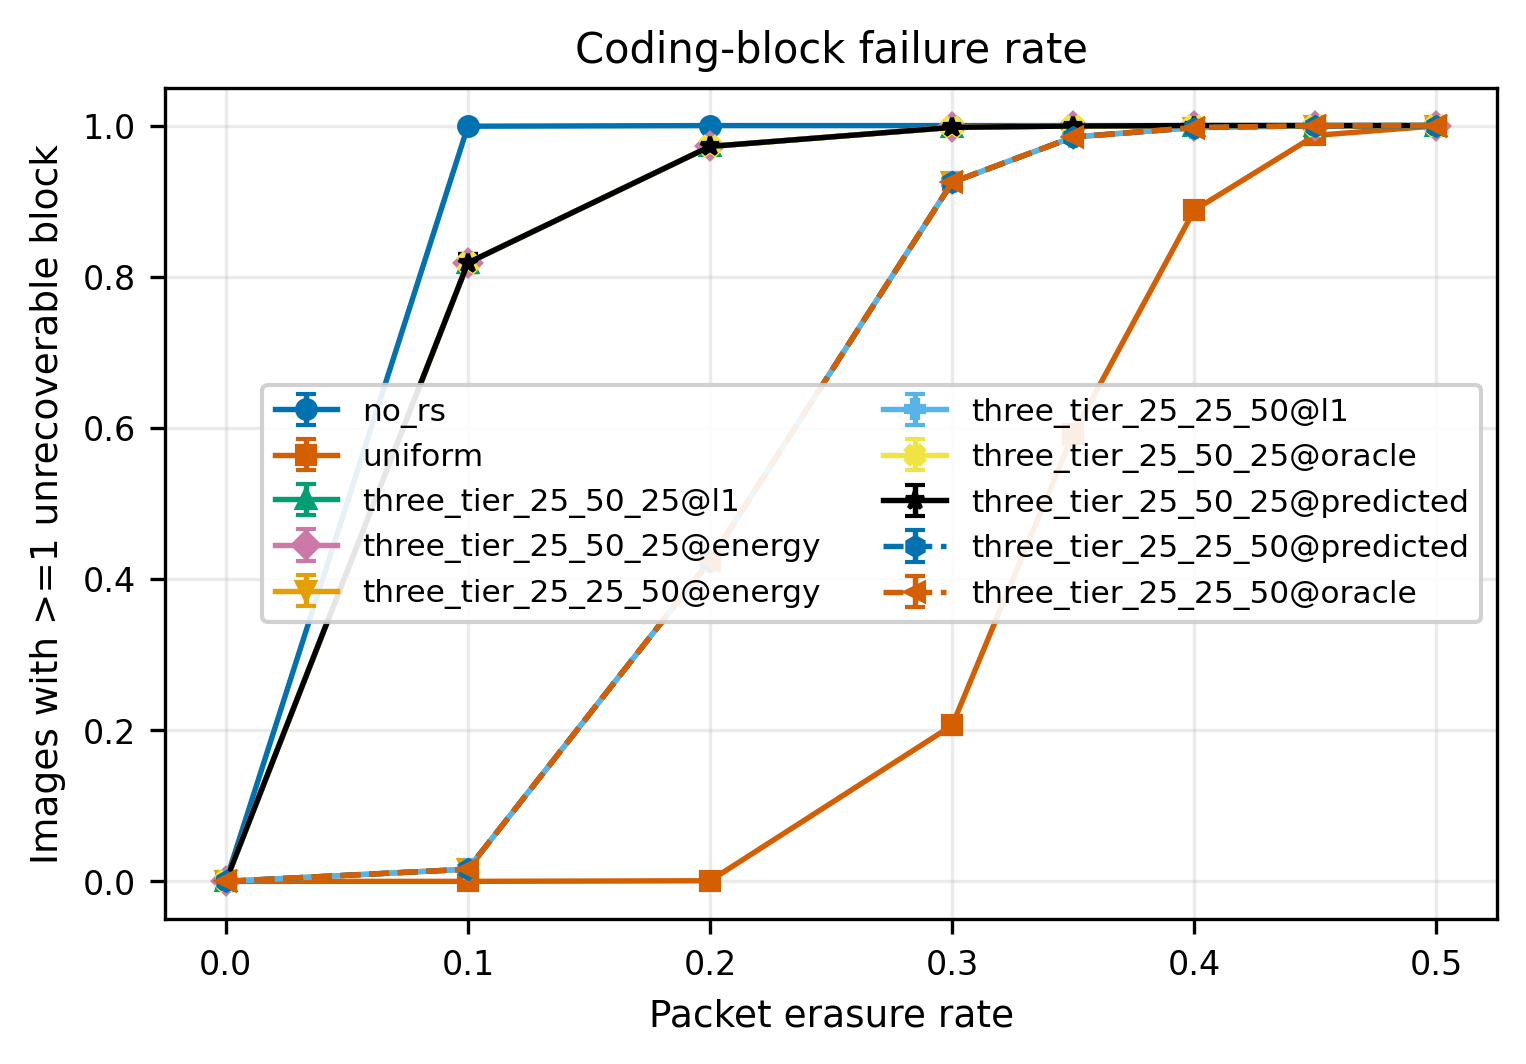 Coding-block failure rate
Images with >=1 unrecoverable block
1.0
0.8
0.6
0.4
0.2
0.0
no_rs
uniform
three_tier_25_50_25@l1
three_tier_25_50_25@energy
three_tier_25_25_50@energy
three_tier_25_25_50@l1
three_tier_25_50_25@oracle
three_tier_25_50_25@predicted
three_tier_25_25_50@predicted
three_tier_25_25_50@oracle
0.0 0.1 0.2 0.3 0.4 0.5
Packet erasure rate